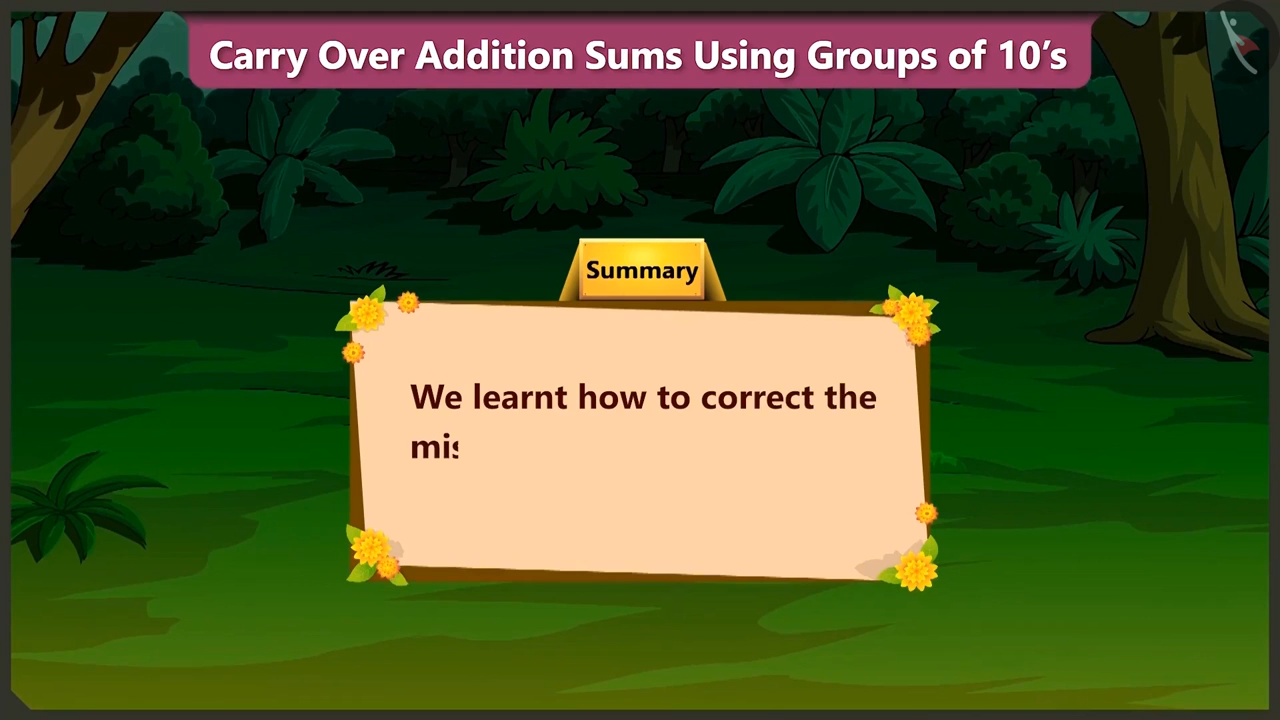 Carry Over Addition Sums Using Groups of 10’s
Summary
We learnt how to correct the